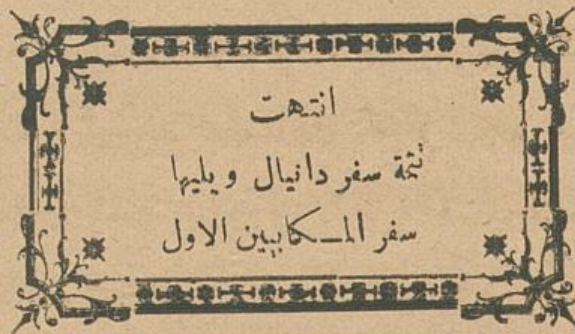 انتهت
تتمة سفر دانيال ويليها
سفر المكابيين الاول